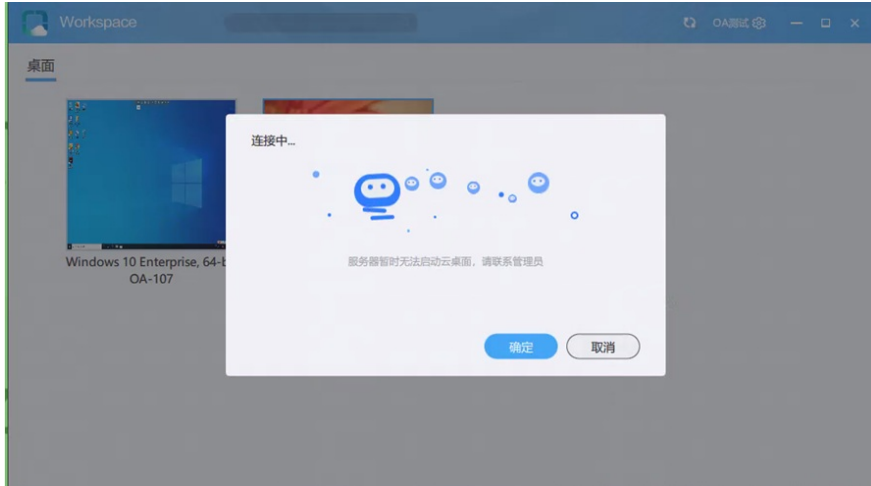 Workspace
OA测试
桌面
连接中...
服务器暂时无法启动云桌面，请联系管理员
Windows 10 Enterprise, 64-b
OA-107
确定
取消